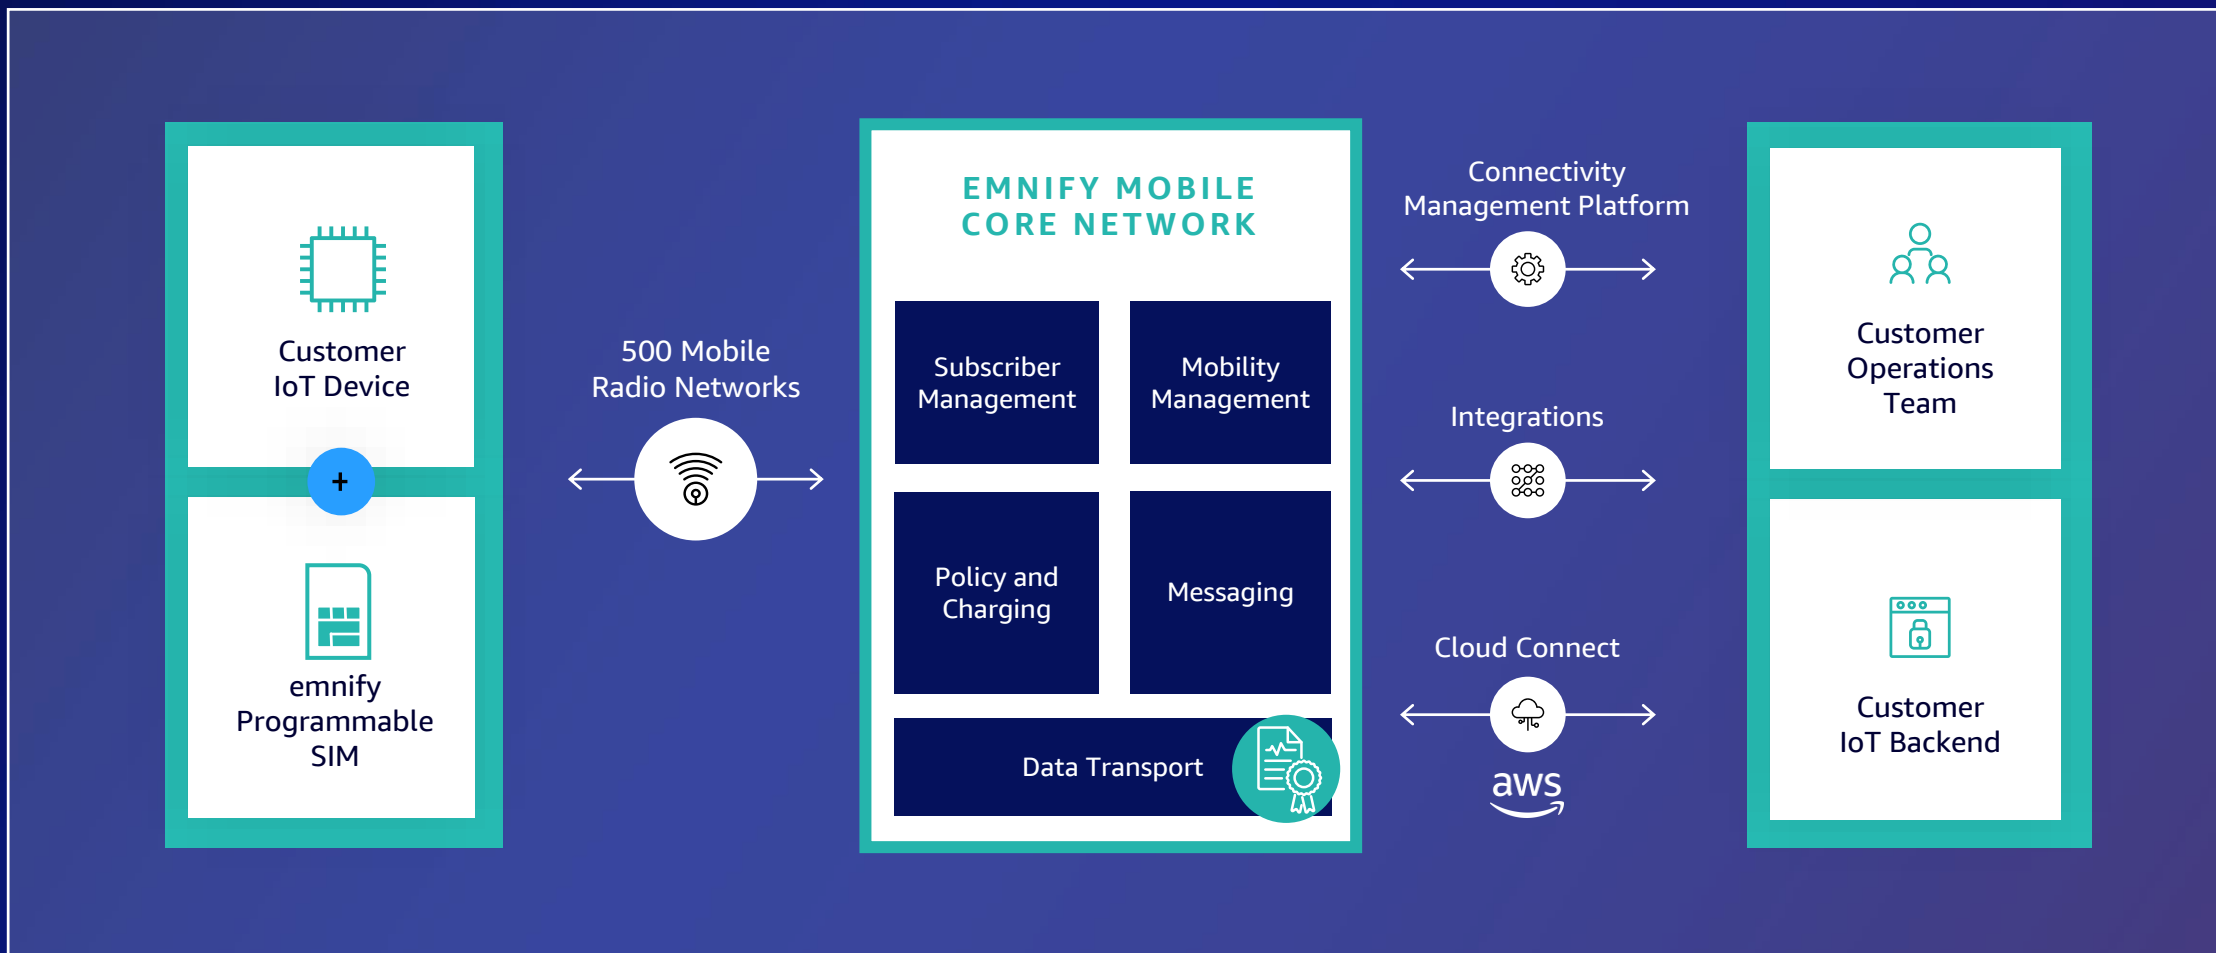 Customer
IoT Device
+
emnify
Programmable
SIM
500 Mobile
Radio Networks
EMNIFY MOBILE
CORE NETWORK
Subscriber
Management
Mobility
Management
Policy and
Charging
Messaging
Data Transport
Connectivity
Management Platform
Integrations
Cloud Connect
aws
Customer
Operations
Team
Customer
IoT Backend